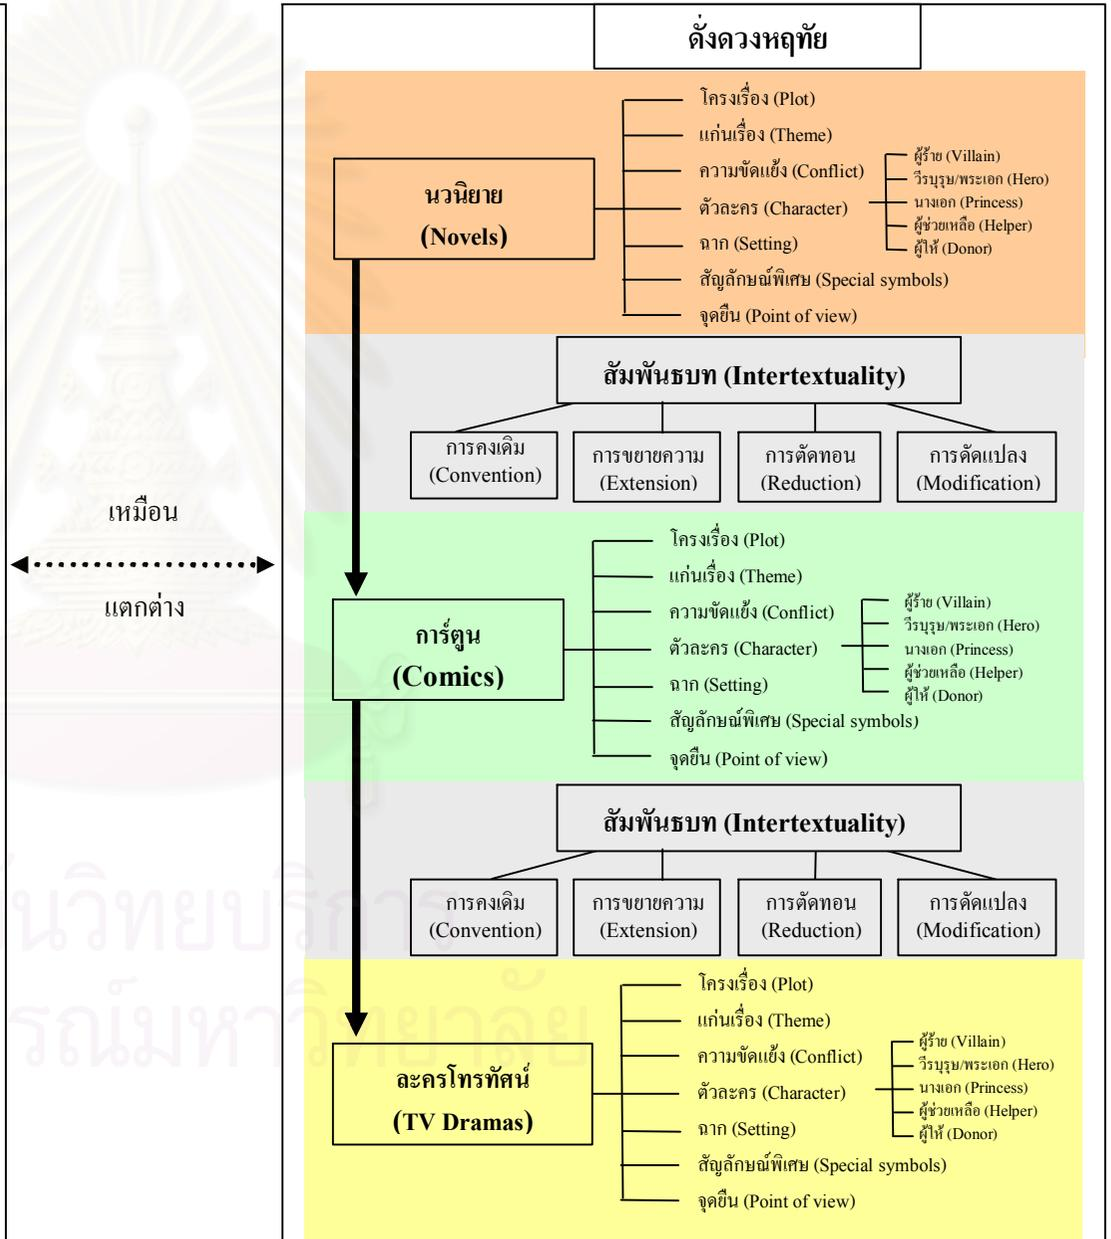 ดั่งดวงหฤทัย
นวนิยาย
(Novels)
โครงเรื่อง (Plot)
แก่นเรื่อง (Theme)
ความขัดแย้ง (Conflict)
ตัวละคร (Character)
ฉาก (Setting)
สัญลักษณ์พิเศษ (Special symbols)
จุดยืน (Point of view)
ผู้ร้าย (Villain)
วีรบุรุษ/พระเอก (Hero)
นางเอก (Princess)
ผู้ช่วยเหลือ (Helper)
ผู้ให้ (Donor)
สัมพันธบท (Intertextuality)
การคงเดิม
(Convention)
การขยายความ
(Extension)
การตัดทอน
(Reduction)
การดัดแปลง
(Modification)
เหมือน
แตกต่าง
การ์ตูน
(Comics)
โครงเรื่อง (Plot)
แก่นเรื่อง (Theme)
ความขัดแย้ง (Conflict)
ตัวละคร (Character)
ฉาก (Setting)
สัญลักษณ์พิเศษ (Special symbols)
จุดยืน (Point of view)
ผู้ร้าย (Villain)
วีรบุรุษ/พระเอก (Hero)
นางเอก (Princess)
ผู้ช่วยเหลือ (Helper)
ผู้ให้ (Donor)
สัมพันธบท (Intertextuality)
การคงเดิม
(Convention)
การขยายความ
(Extension)
การตัดทอน
(Reduction)
การดัดแปลง
(Modification)
ละครโทรทัศน์
(TV Dramas)
โครงเรื่อง (Plot)
แก่นเรื่อง (Theme)
ความขัดแย้ง (Conflict)
ตัวละคร (Character)
ฉาก (Setting)
สัญลักษณ์พิเศษ (Special symbols)
จุดยืน (Point of view)
ผู้ร้าย (Villain)
วีรบุรุษ/พระเอก (Hero)
นางเอก (Princess)
ผู้ช่วยเหลือ (Helper)
ผู้ให้ (Donor)